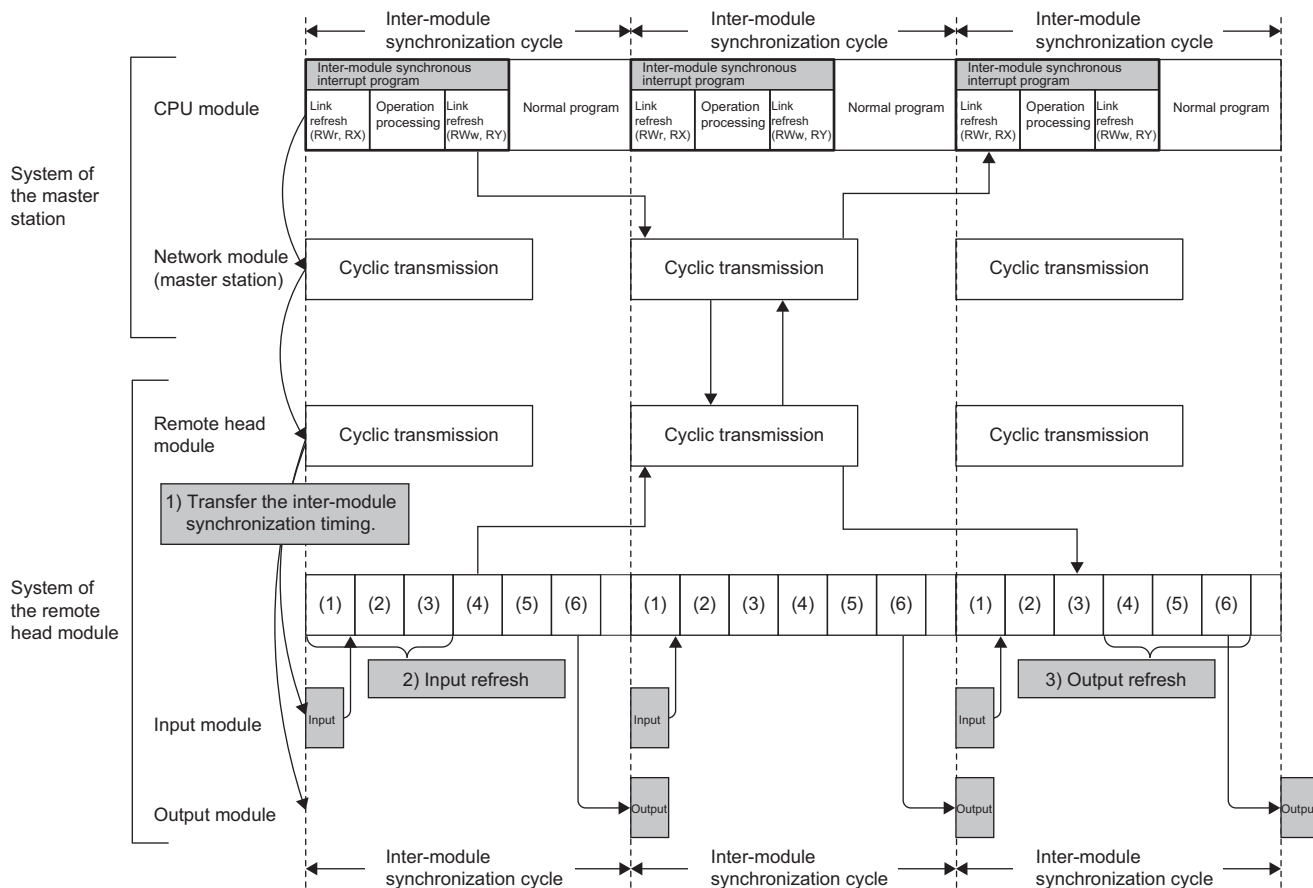 Inter-module
synchronization cycle
Inter-module
synchronization cycle
Inter-module
synchronization cycle
System of
the master
station
CPU module
Inter-module synchronous
interrupt program
Link
refresh
(RWr, RX)
Operation
processing
Link
refresh
(RWw, RY)
Normal program
Inter-module synchronous
interrupt program
Link
refresh
(RWr, RX)
Operation
processing
Link
refresh
(RWw, RY)
Normal program
Inter-module synchronous
interrupt program
Link
refresh
(RWr, RX)
Operation
processing
Link
refresh
(RWw, RY)
Normal program
Network module
(master station)
Cyclic transmission
Cyclic transmission
Cyclic transmission
System of
the remote
head module
Remote head
module
Cyclic transmission
Cyclic transmission
Cyclic transmission
1) Transfer the inter-module
synchronization timing.
(1) (2) (3) (4) (5) (6)
(1) (2) (3) (4) (5) (6)
(1) (2) (3) (4) (5) (6)
2) Input refresh
3) Output refresh
Input module
Input
Input
Input
Output module
Output
Output
Output
Inter-module
synchronization cycle
Inter-module
synchronization cycle
Inter-module
synchronization cycle